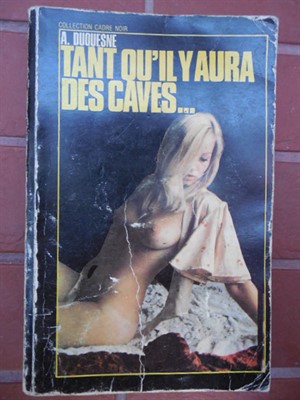 COLLECTION CADRE NOIR
A. DUQUESNE
TANT QU'IL Y AURA
DES CAVES...